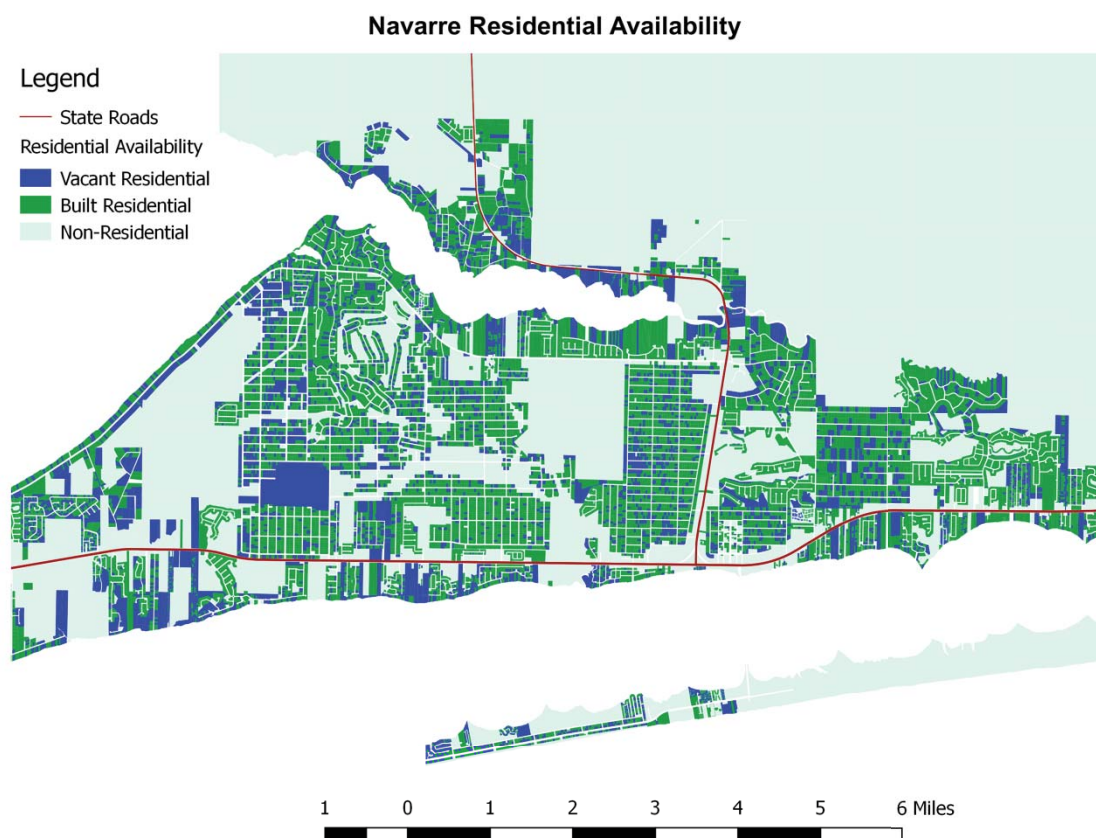 Navarre Residential Availability
Legend
State Roads
Residential Availability
Vacant Residential
Built Residential
Non-Residential
1 0 1 2 3 4 5 6 Miles